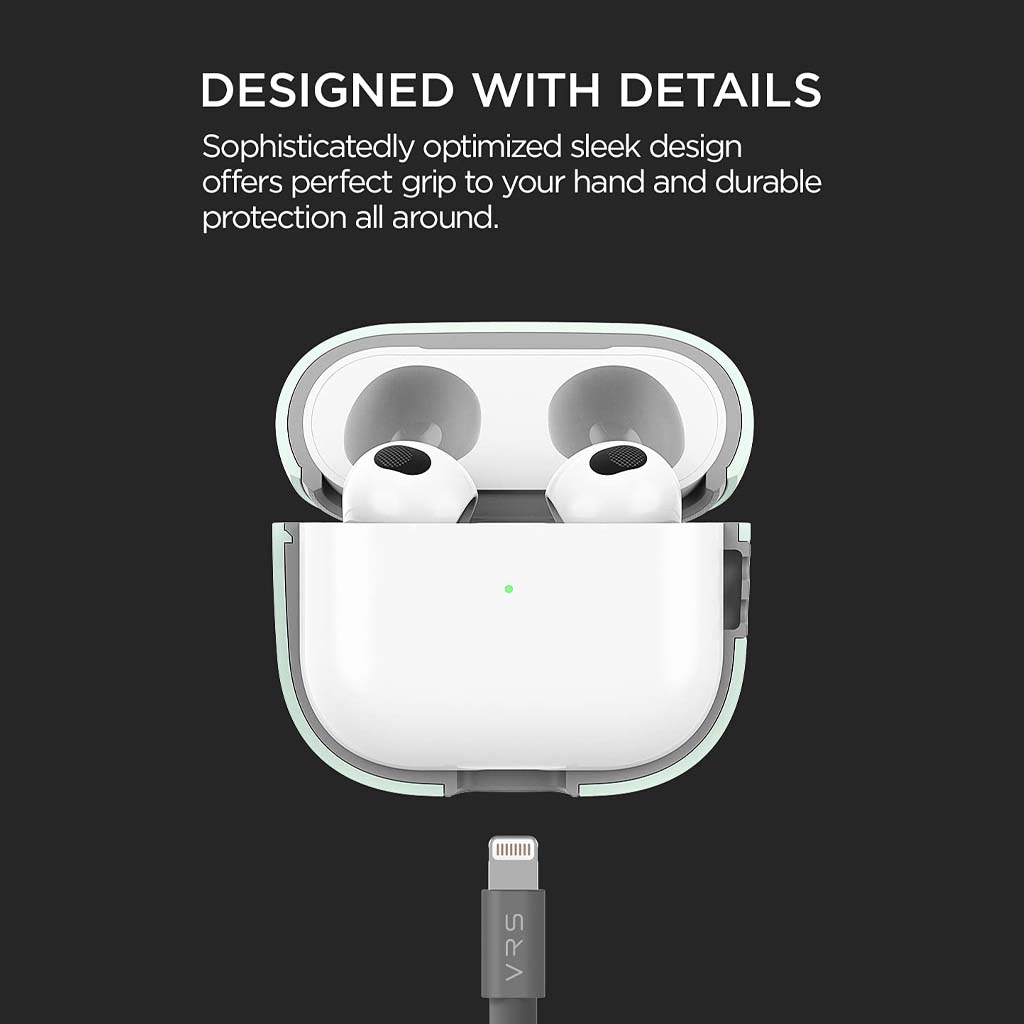 DESIGNED WITH DETAILS
Sophisticatedly optimized sleek design
offers perfect grip to your hand and durable
protection all around.
VRS